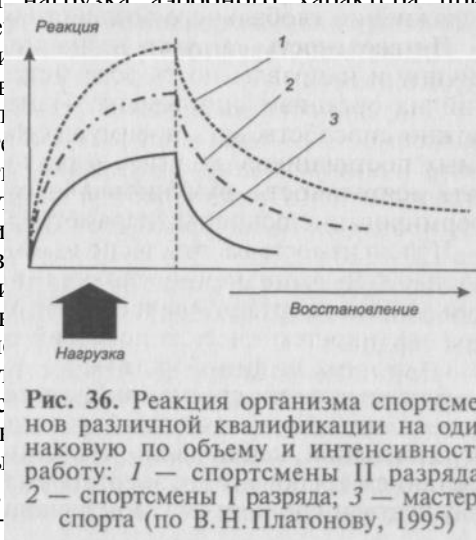 Реакция
1
2
3
Восстановление
Нагрузка
Рис. 36. Реакция организма спортсме-
нов различной квалификации на оди-
наковую по объему и интенсивност
работу: 1 — спортсмены II разряда
2 — спортсмены I разряда; 3 — мастер
спорта (по В. Н. Платонову, 1995)